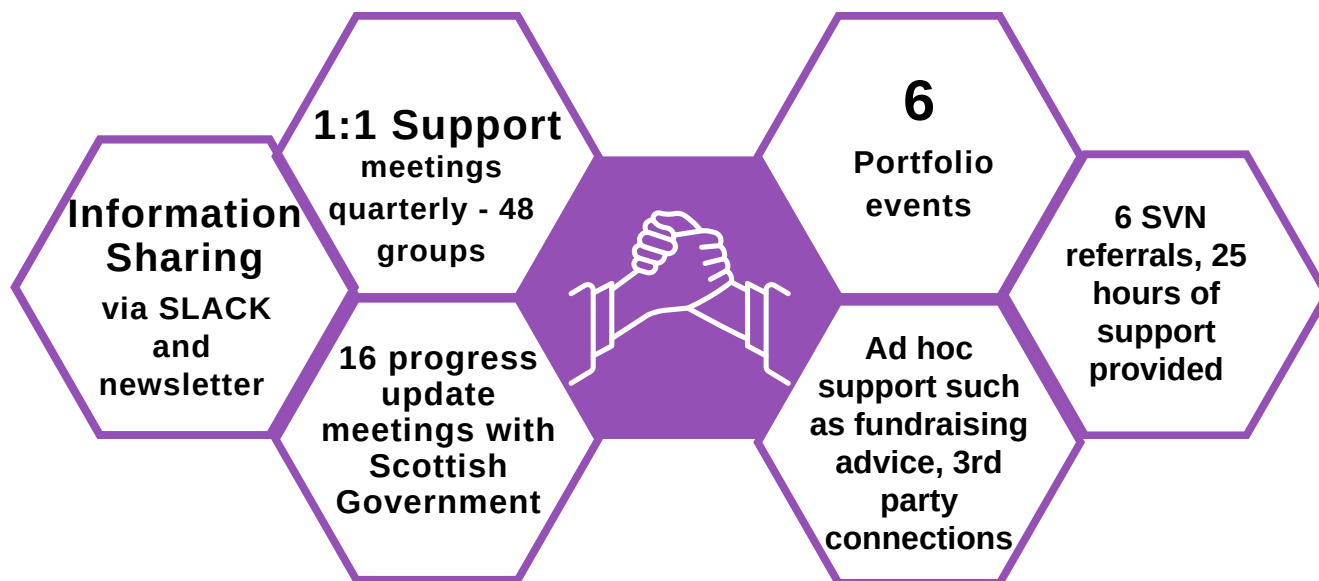 Information
Sharing
via SLACK
and
newsletter
1:1 Support
meetings
quarterly - 48
groups
16 progress
update
meetings with
Scottish
Government
6
Portfolio
events
Ad hoc
support such
as fundraising
advice, 3rd
party
connections
6 SVN
referrals, 25
hours of
support
provided